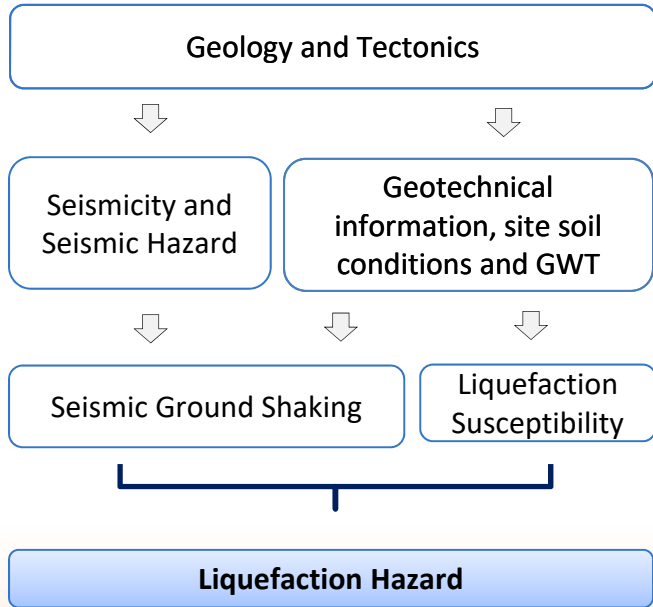 Geology and Tectonics
Seismicity and
Seismic Hazard
Geotechnical
information, site soil
conditions and GWT
Seismic Ground Shaking
Liquefaction
Susceptibility
Liquefaction Hazard